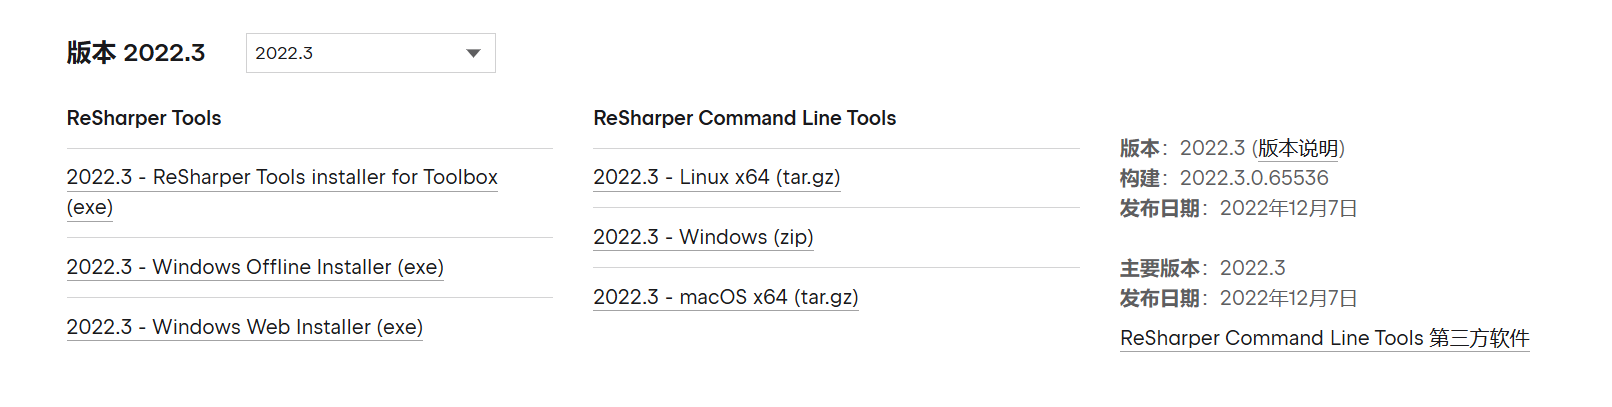 版本 2022.3
2022.3
ReSharper Tools
2022.3 - ReSharper Tools installer for Toolbox
(exe)
2022.3 - Windows Offline Installer (exe)
2022.3 - Windows Web Installer (exe)
ReSharper Command Line Tools
2022.3 - Linux x64 (tar.gz)
2022.3 - Windows (zip)
2022.3 - macOS x64 (tar.gz)
版本：2022.3 (版本说明)
构建：2022.3.0.65536
发布日期：2022年12月7日
主要版本：2022.3
发布日期：2022年12月7日
ReSharper Command Line Tools 第三方软件